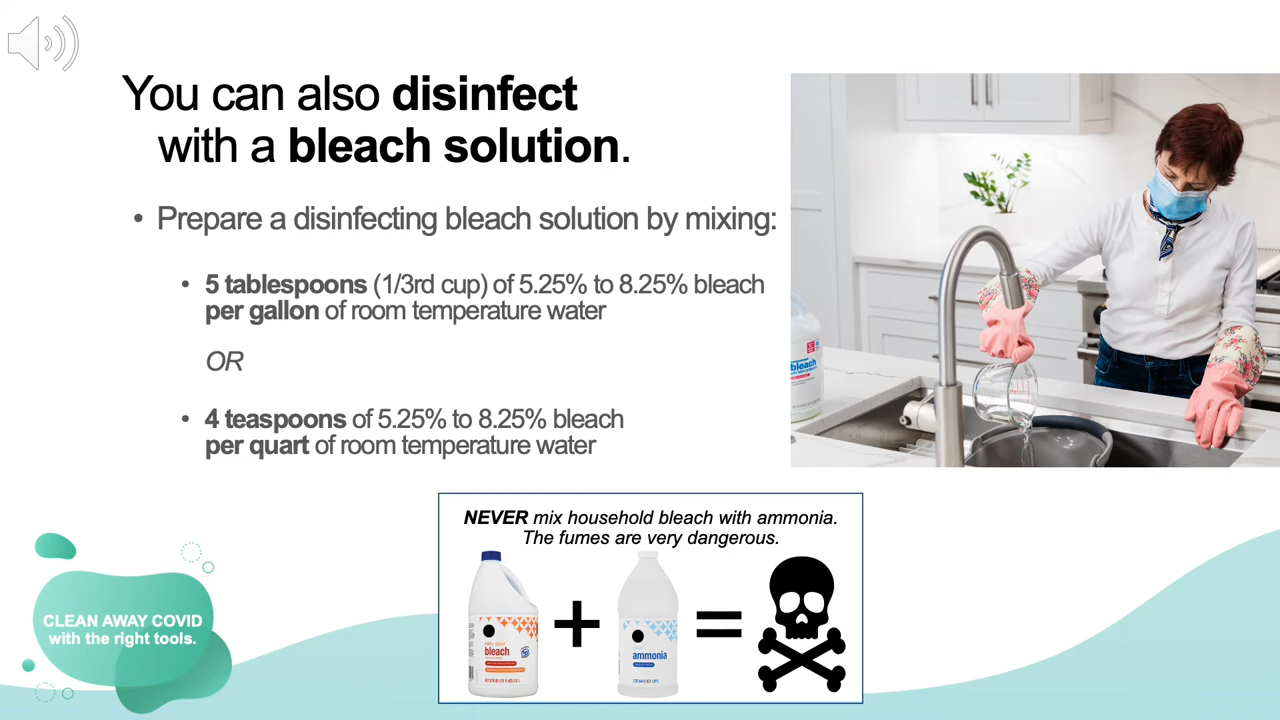 You can also disinfect
with a bleach solution.
• Prepare a disinfecting bleach solution by mixing:
• 5 tablespoons (1/3rd cup) of 5.25% to 8.25% bleach
per gallon of room temperature water
OR
• 4 teaspoons of 5.25% to 8.25% bleach
per quart of room temperature water
bleach
NEVER mix household bleach with ammonia.
The fumes are very dangerous.
bleach
+
ammonia
=
CLEAN AWAY COVID
with the right tools.